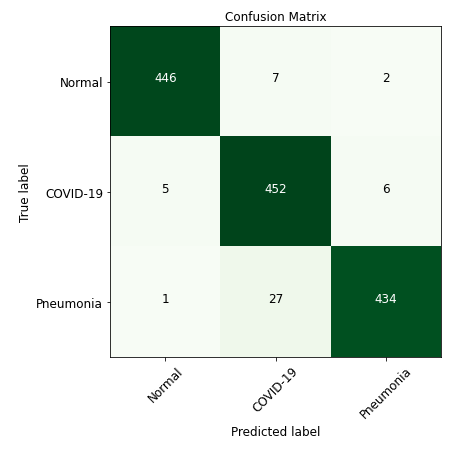 Confusion Matrix
Normal 446 7 2
COVID-19 5 452 6
Pneumonia 1 27 434
True label
Normal COVID-19 Pneumonia
Predicted label